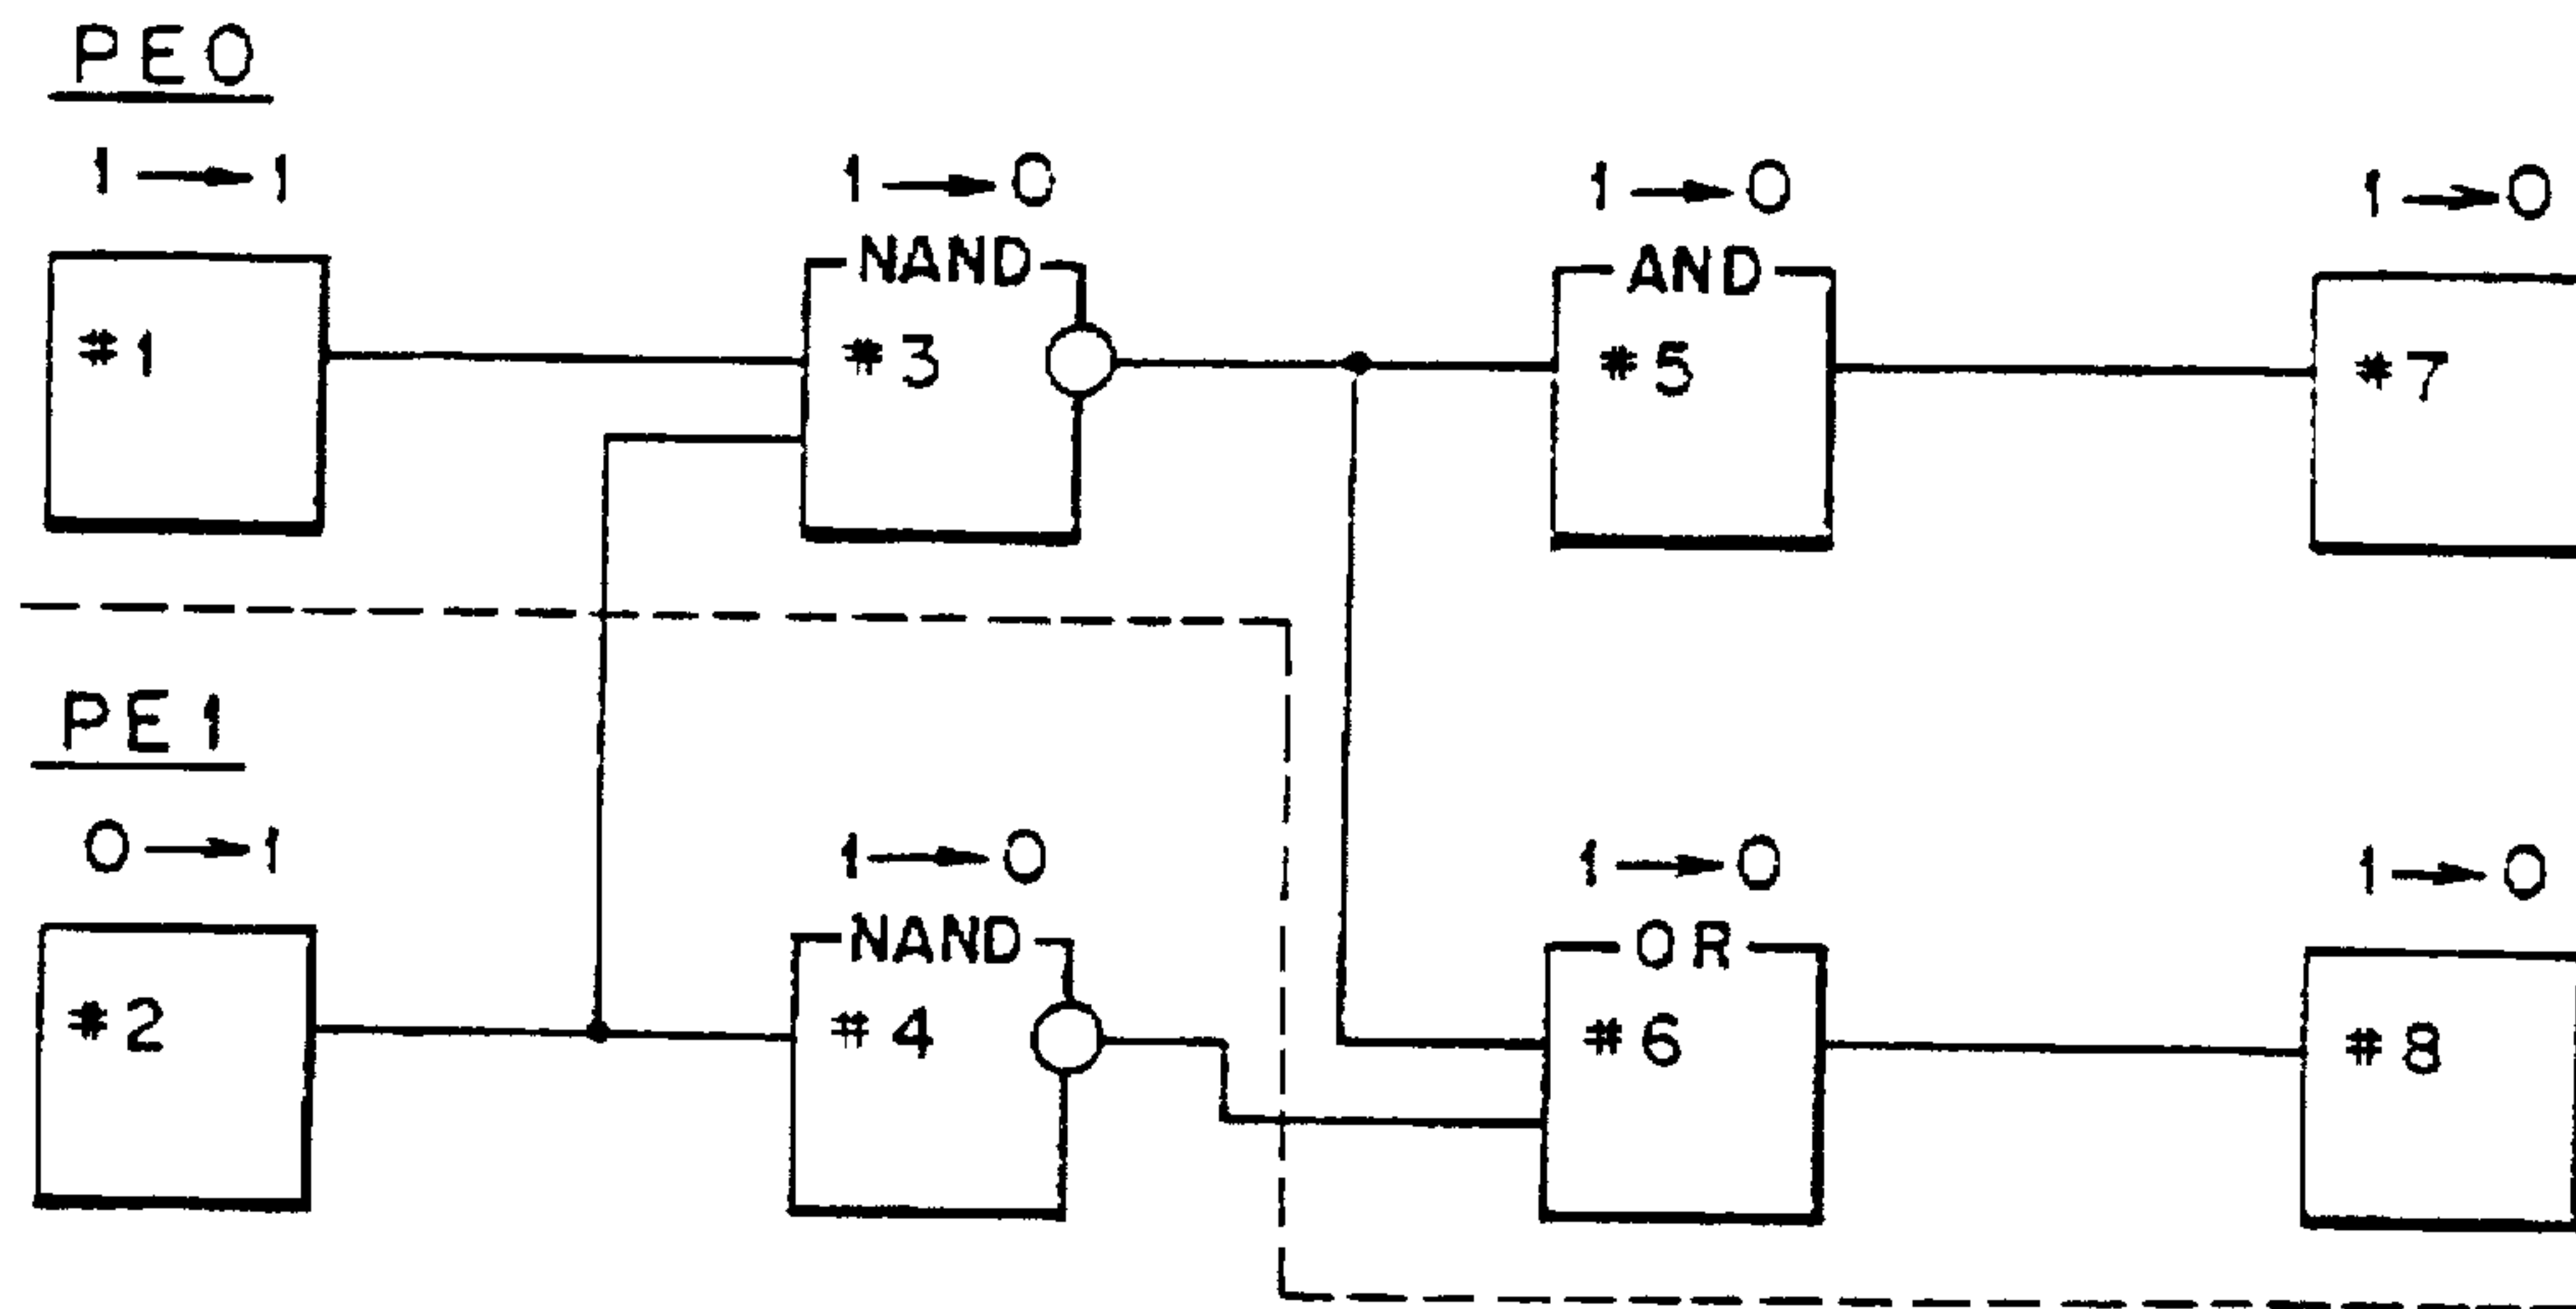 PE0
1 → 1
1 → 0
1 → 0
1 → 0
NAND
AND
#1
#3
#5
#7
PE1
0 → 1
1 → 0
1 → 0
1 → 0
NAND
OR
#2
#4
#6
#8